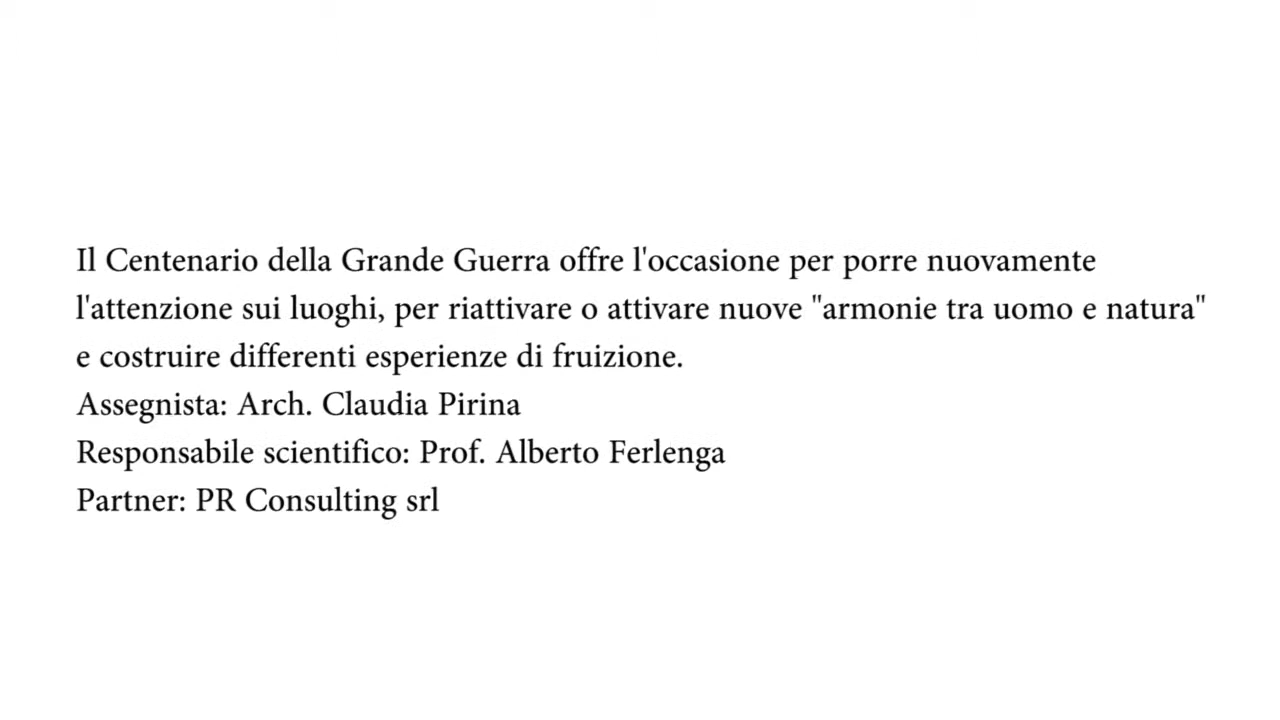 Il Centenario della Grande Guerra offre l'occasione per porre nuovamente
l'attenzione sui luoghi, per riattivare o attivare nuove "armonie tra uomo e natura"
e costruire differenti esperienze di fruizione.
Assegnista: Arch. Claudia Pirina
Responsabile scientifico: Prof. Alberto Ferlenga
Partner: PR Consulting srl